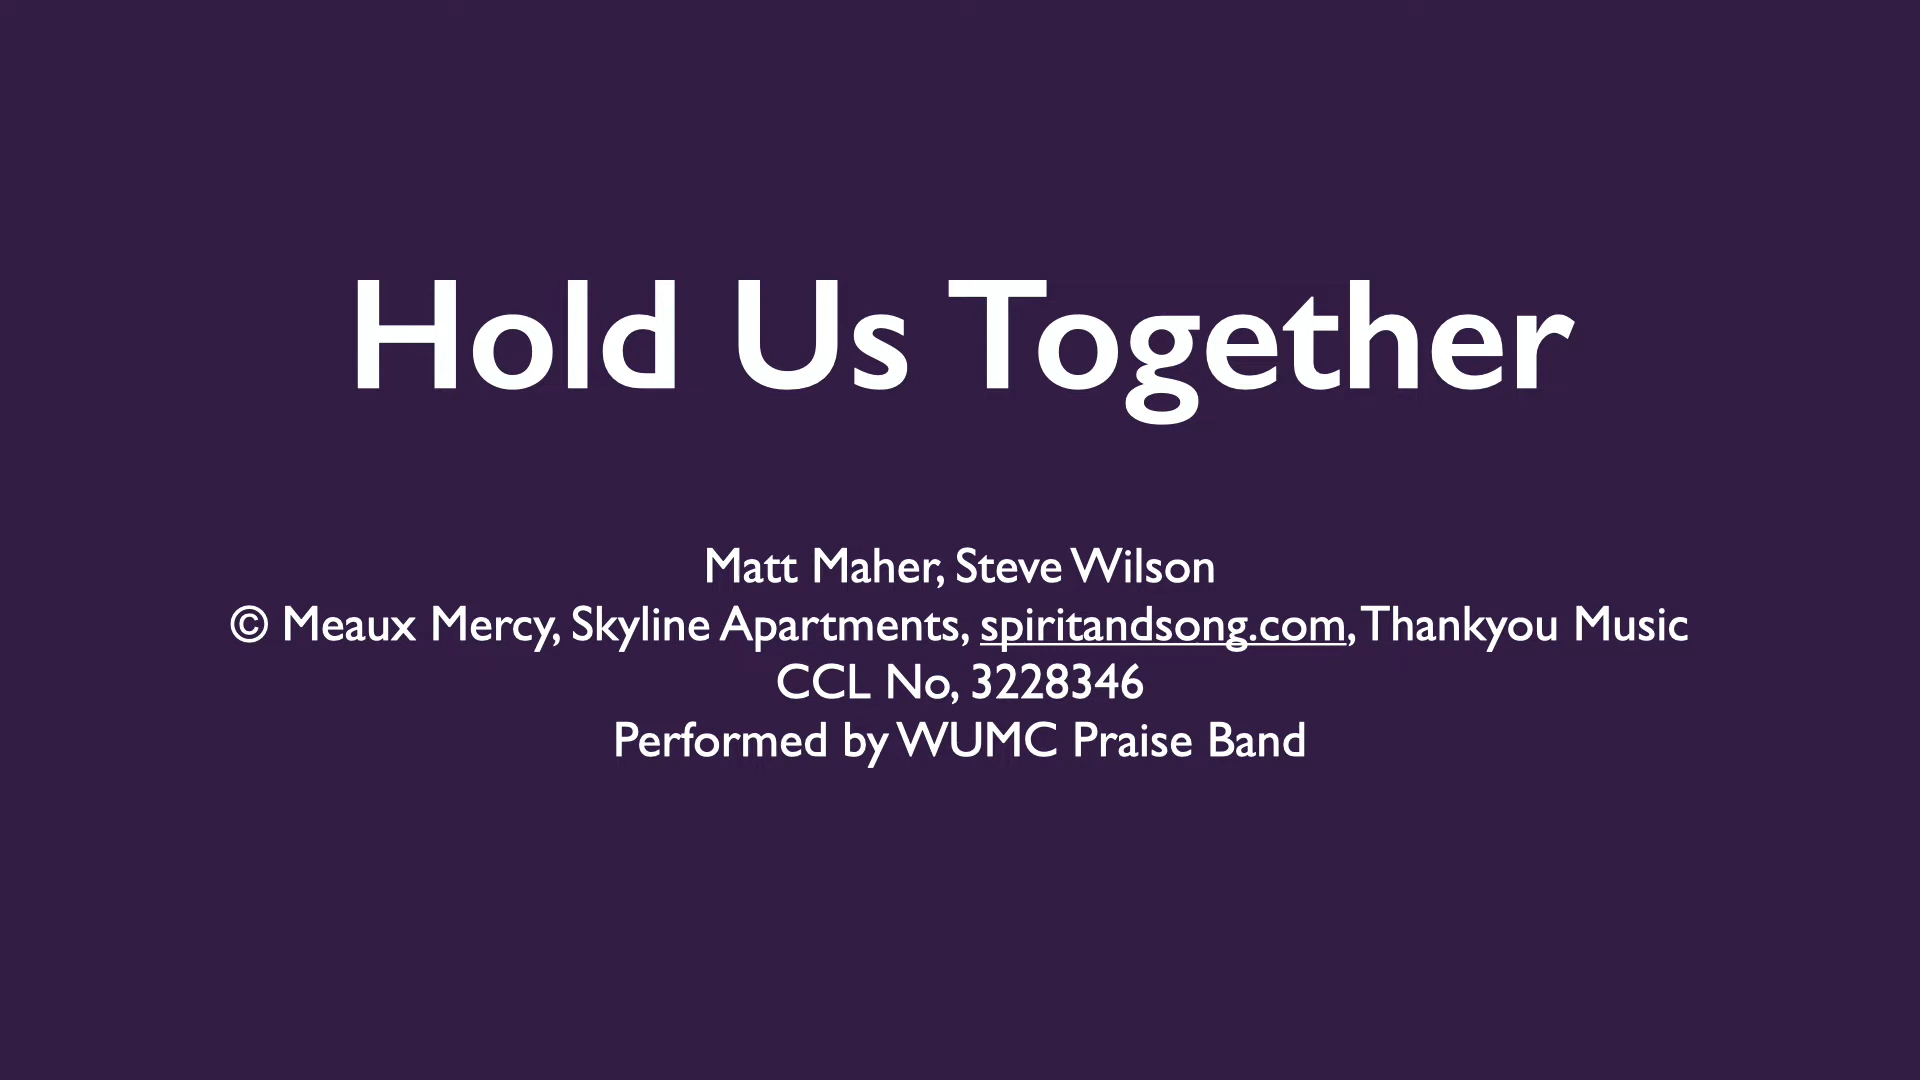 Hold Us Together
Matt Maher, Steve Wilson
© Meaux Mercy, Skyline Apartments, spiritandsong.com, Thankyou Music
CCL No, 3228346
Performed by WUMC Praise Band